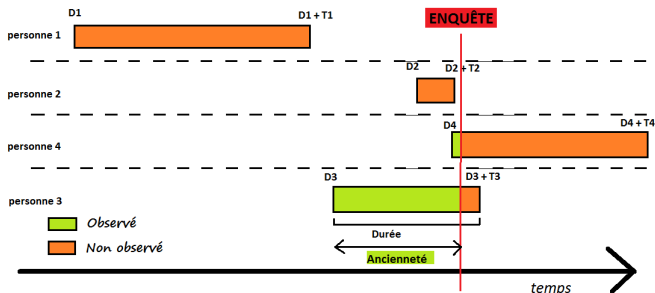 D1
D1 + T1
ENQUÊTE
personne 1
D2
D2 + T2
personne 2
D4
D4 + T4
personne 4
D3
D3 + T3
personne 3
Observé
Durée
Non observé
Ancienneté
temps